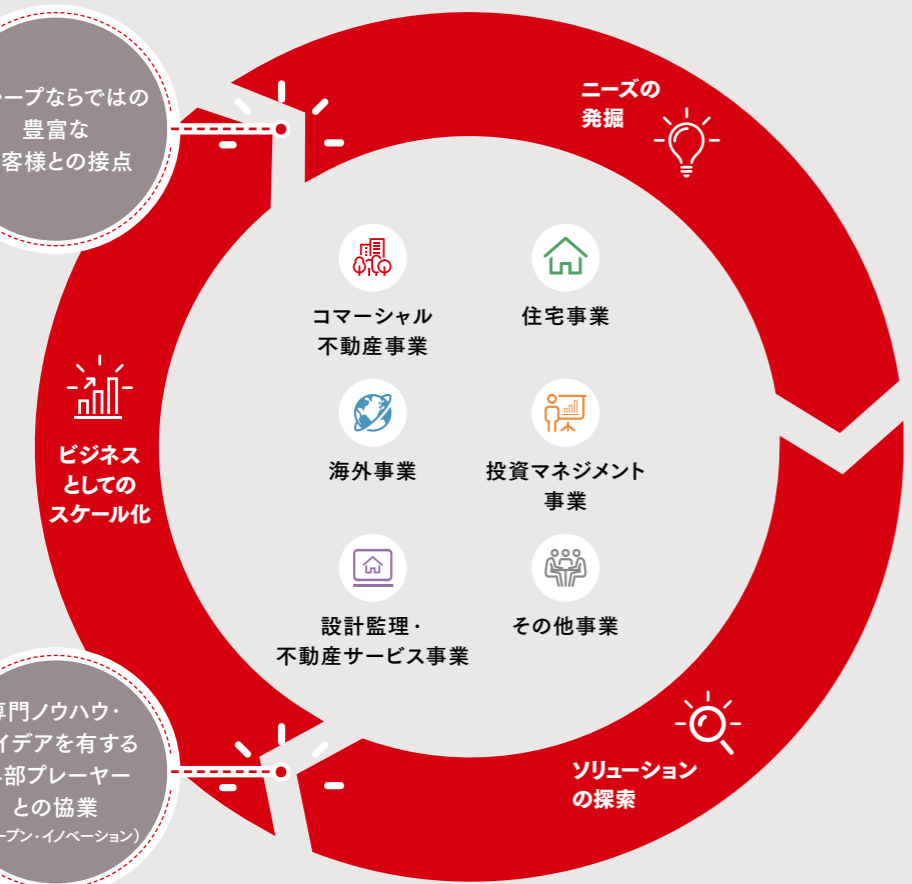 ープならではの
豊富な
客様との接点
ニーズの
発掘
コマーシャル
不動産事業
住宅事業
海外事業
投資マネジメント
事業
設計監理・
不動産サービス事業
その他事業
ビジネス
としての
スケール化
門ノウハウ・
イデアを有する
部プレーヤー
との協業
プン・イノベーション)
ソリューション
の探索